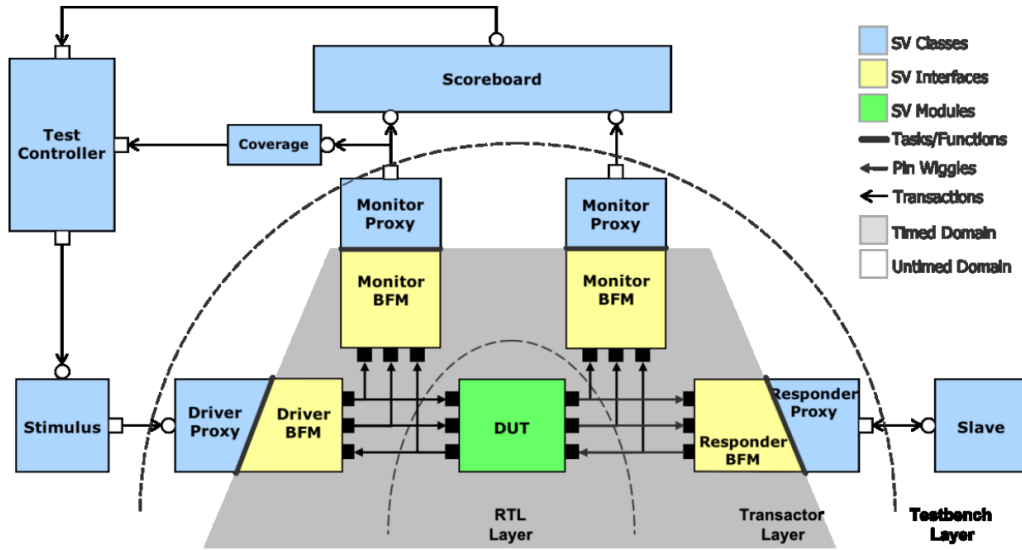 Scoreboard
Test
Controller
Coverage
SV Classes
SV Interfaces
SV Modules
Tasks/Functions
Pin Wiggles
Transactions
Timed Domain
Untimed Domain
Monitor
Proxy
Monitor
Proxy
Monitor
BFM
Monitor
BFM
Stimulus
Driver
Proxy
Driver
BFM
DUT
Responder
BFM
Responder
Proxy
Slave
RTL
Layer
Transactor
Layer
Testbench
Layer